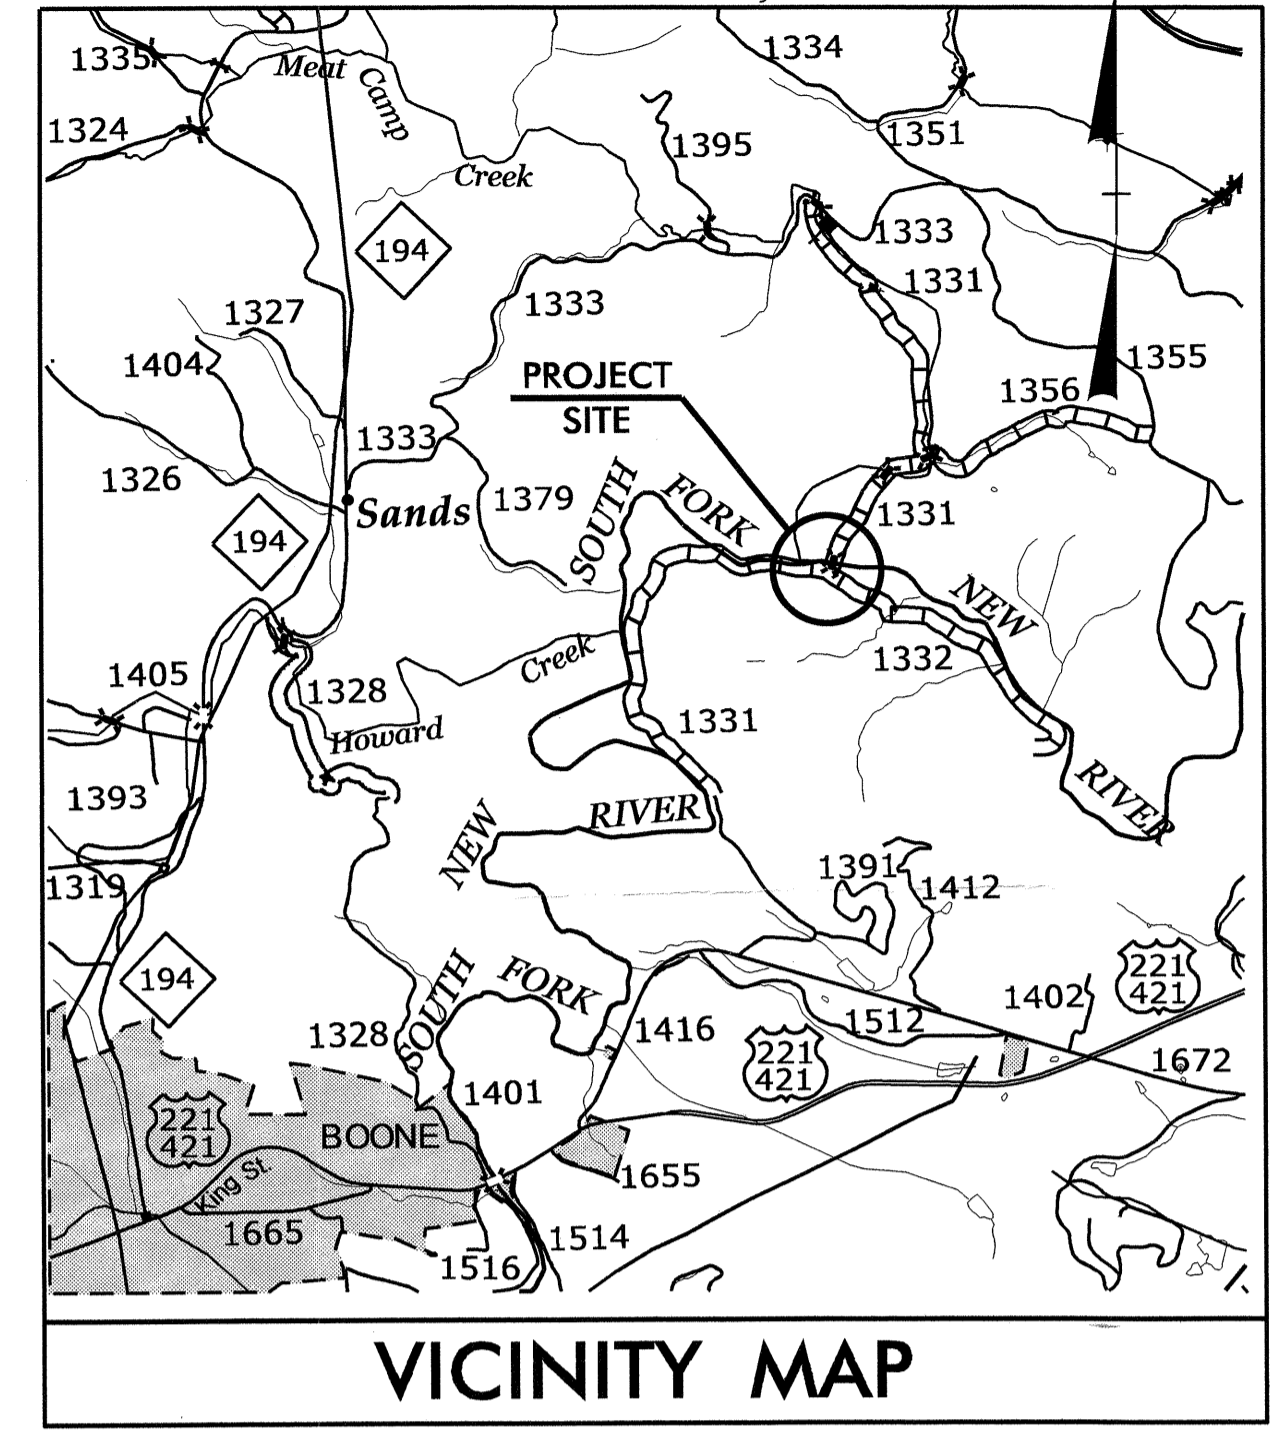 1335
Meat
Camp
Creek
1334
1324
1395
1351
194
1333
1331
1333
1327
1404
PROJECT
SITE
1355
1356
1333
1326
Sands
1379
SOUTH
FORK
1331
194
NEW
1332
1405
1328
Howard
Creek
1331
RIVER
1393
NEW
RIVER
1319
1391
1412
194
SOUTH
FORK
221
421
1402
1328
1416
1512
221
421
1672
1401
221
421
BOONE
King St.
1655
1665
1514
1516
VICINITY MAP